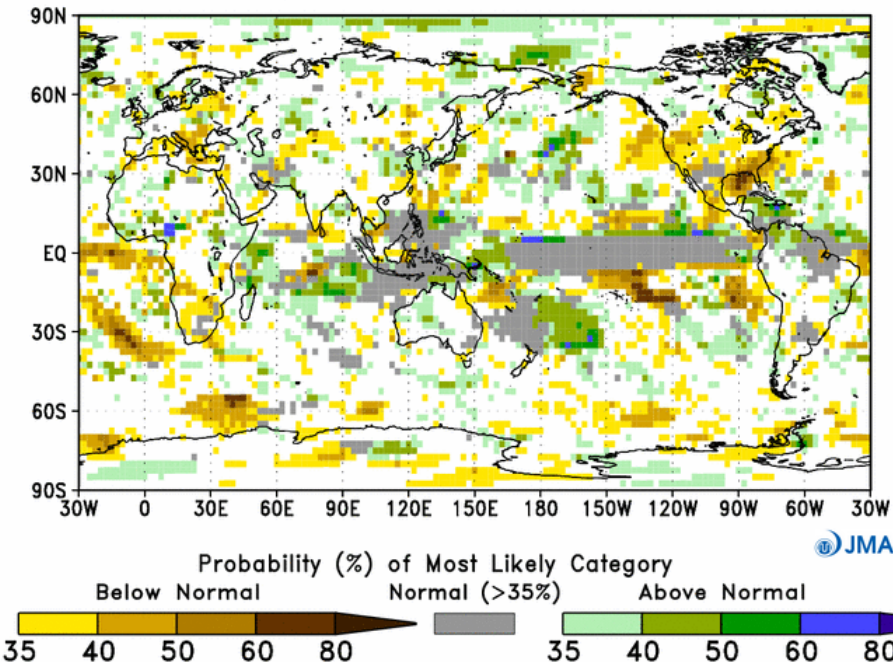 90N
60N
30N
EQ
30S
60S
90S
30W 0 30E 60E 90E 120E 150E 180 150W 120W 90W 60W 30W
JMA
Probability (%) of Most Likely Category
Below Normal Normal (>35%) Above Normal
35 40 50 60 80 35 40 50 60 80